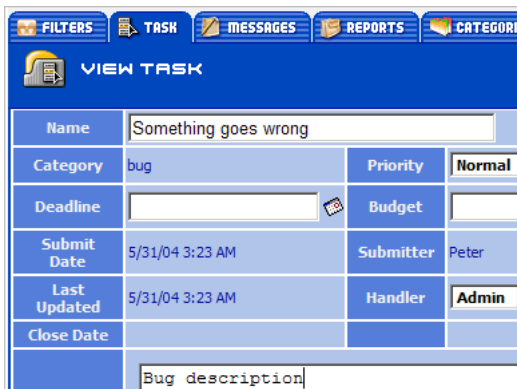 FILTERS TASK MESSAGES REPORTS CATEGORI
VIEW TASK
Name Something goes wrong
Category bug Priority Normal
Deadline Budget
Submit
Date 5/31/04 3:23 AM Submitter Peter
Last
Updated 5/31/04 3:23 AM Handler Admin
Close Date
Bug description